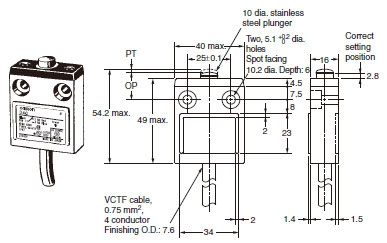 10 dia. stainless
steel plunger
Two, 5.1 +0.2 0 dia.
holes
Spot facing
10.2 dia. Depth: 6
Correct
setting
position
PT
OP
40 max.
25±0.1
16
2.8
4.5
7.5
8
54.2 max.
49 max.
2
23
VCTF cable,
0.75 mm²,
4 conductor
Finishing O.D.: 7.6
2
34
1.4
1.5